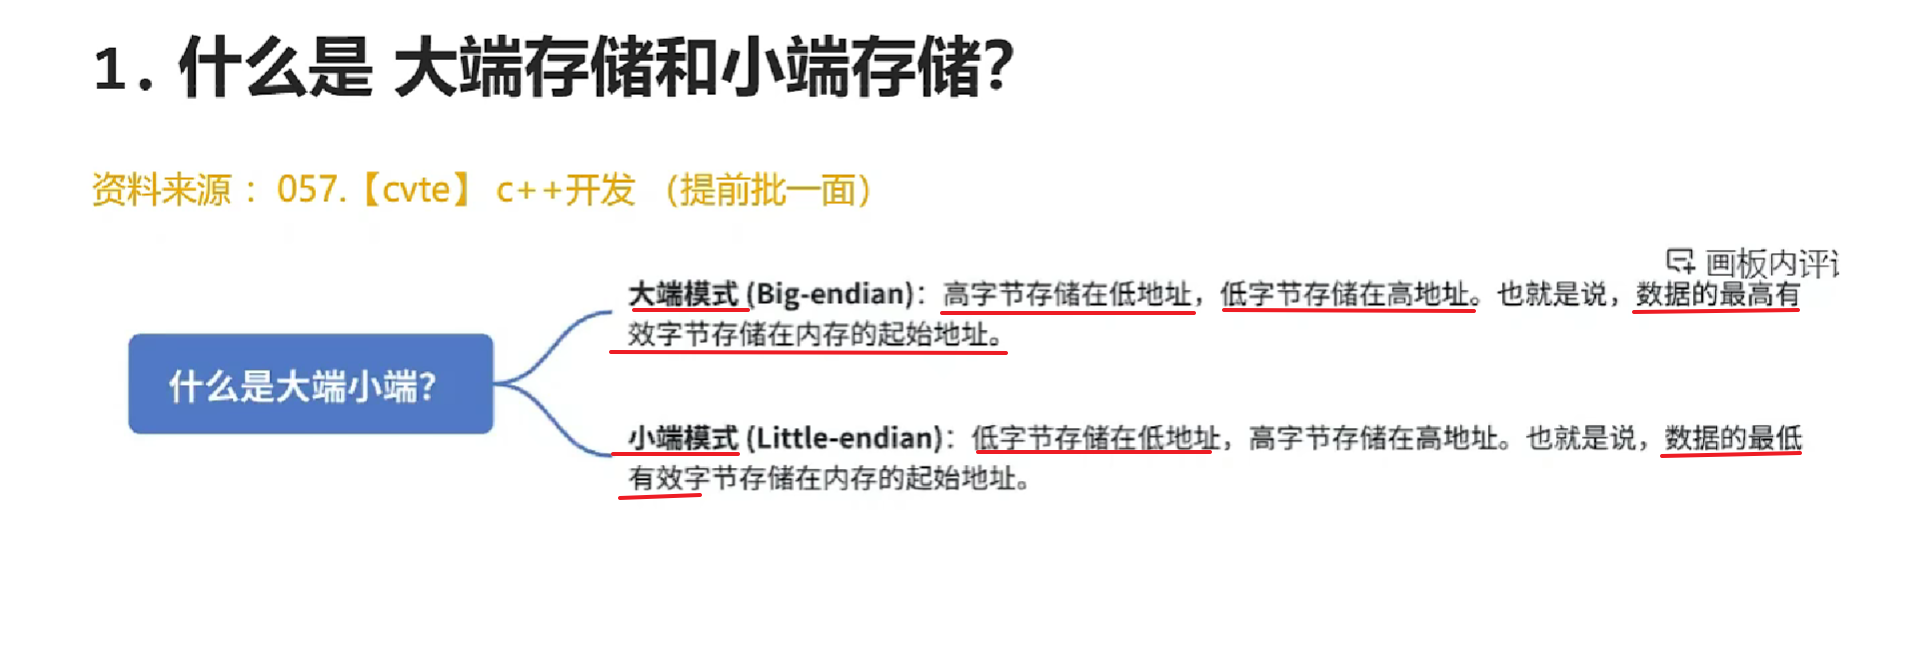 1. 什么是 大端存储和小端存储?
资料来源 : 057.【cvte】 c++开发 （提前批一面）
画板内评
大端模式 (Big-endian)：高字节存储在低地址，低字节存储在高地址。也就是说，数据的最高有
效字节存储在内存的起始地址。
什么是大端小端?
小端模式 (Little-endian)：低字节存储在低地址，高字节存储在高地址。也就是说，数据的最低
有效字节存储在内存的起始地址。